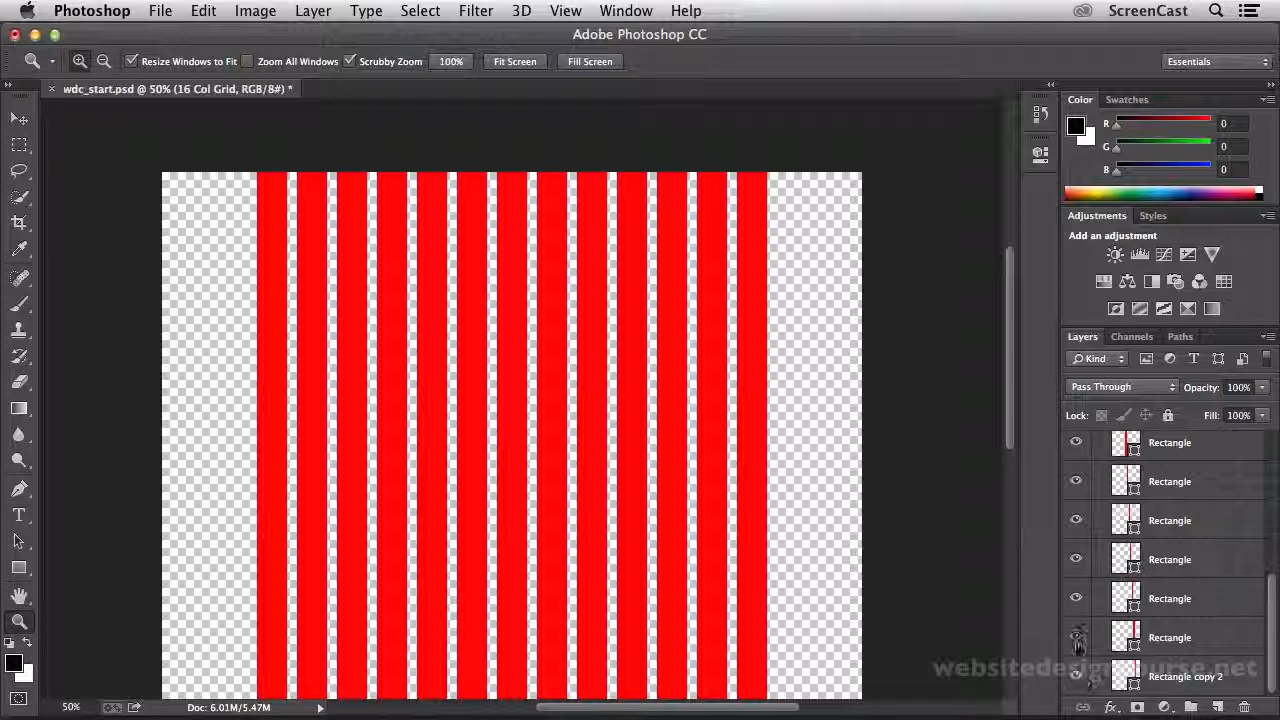 Photoshop File Edit Image Layer Type Select Filter 3D View Window Help ScreenCast
Adobe Photoshop CC
Resize Windows to Fit Zoom All Windows Scrubby Zoom 100% Fit Screen Fill Screen Essentials
wdc_start.psd @ 50% (16 Col Grid, RGB/8#) *
Color Swatches
R 0
G 0
B 0
Adjustments Styles
Add an adjustment
Layers Channels Paths
Kind
Pass Through Opacity: 100%
Lock: Fill: 100%
Rectangle
Rectangle
Rectangle
Rectangle
Rectangle
Rectangle
copy 2
50% Doc: 6.01M/5.47M